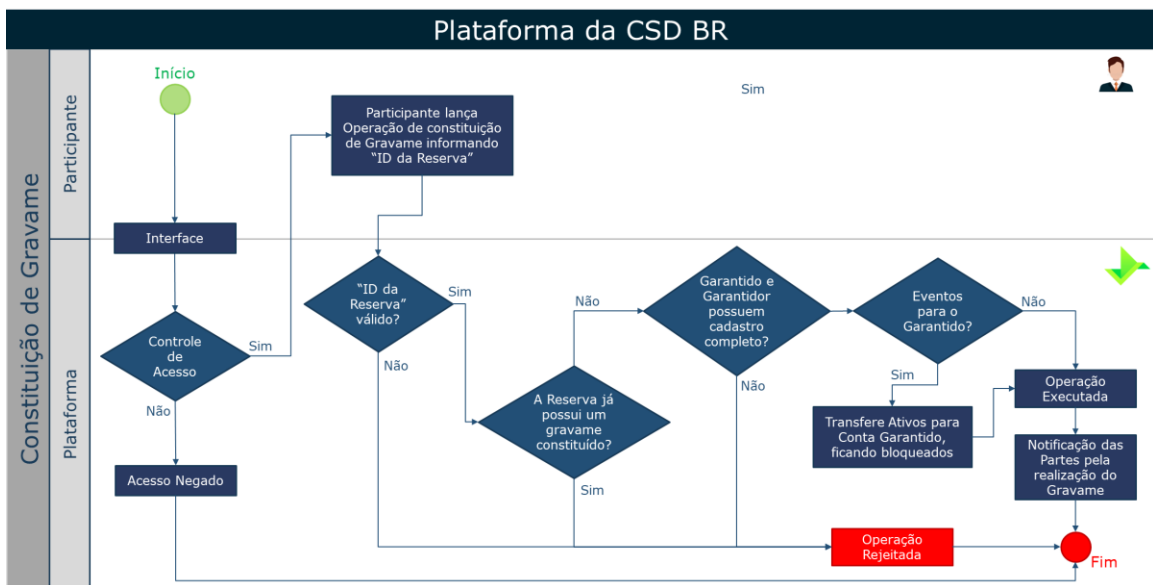 Plataforma da CSD BR
Constituição de Gravame
Participante
Plataforma
Início
Sim
Participante lança
Operação de constituição
de Gravame informando
“ID da Reserva”
Interface
“ID da
Reserva”
válido?
Sim
Não
Garantido e
Garantidor
possuem
cadastro
completo?
Eventos
para o
Garantido?
Não
Controle
de
Acesso
Sim
Não
Não
Sim
Não
A Reserva já
possui um
gravame
constituído?
Sim
Operação
Executada
Transfere Ativos para
Conta Garantido,
ficando bloqueados
Notificação das
Partes pela
realização do
Gravame
Acesso Negado
Operação
Rejeitada
Fim